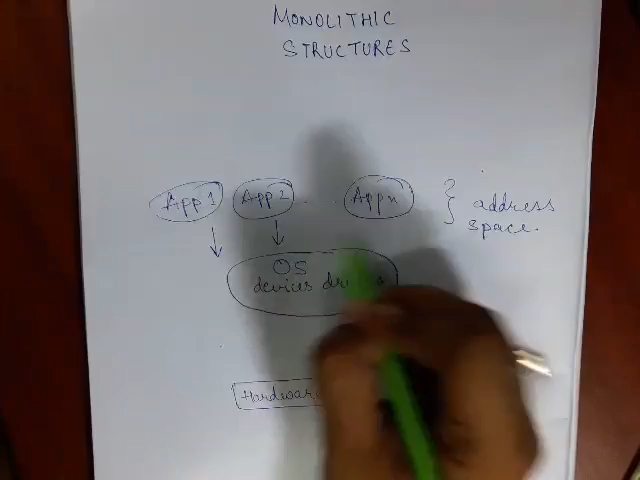 MONOLITHIC
STRUCTURES
App 1 App 2 . . App n } address
space.
OS
devices